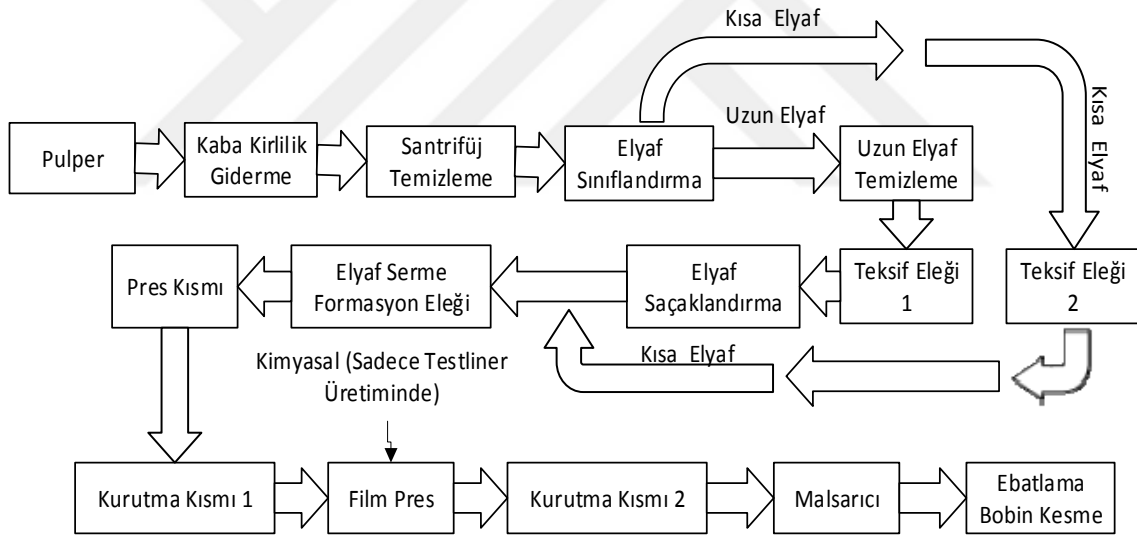 Kısa Elyaf
Kısa Elyaf
Uzun Elyaf
Pulper
Kaba Kirlilik
Giderme
Santrifüj
Temizleme
Elyaf
Sınıflandırma
Uzun Elyaf
Temizleme
Pres Kısmı
Elyaf Serme
Formasyon Eleği
Elyaf
Saçaklandırma
Teksif Eleği
1
Teksif Eleği
2
Kısa Elyaf
Kimyasal (Sadece Testliner
Üretiminde)
Kurutma Kısmı 1
Film Pres
Kurutma Kısmı 2
Malsarıcı
Ebatlama
Bobin Kesme